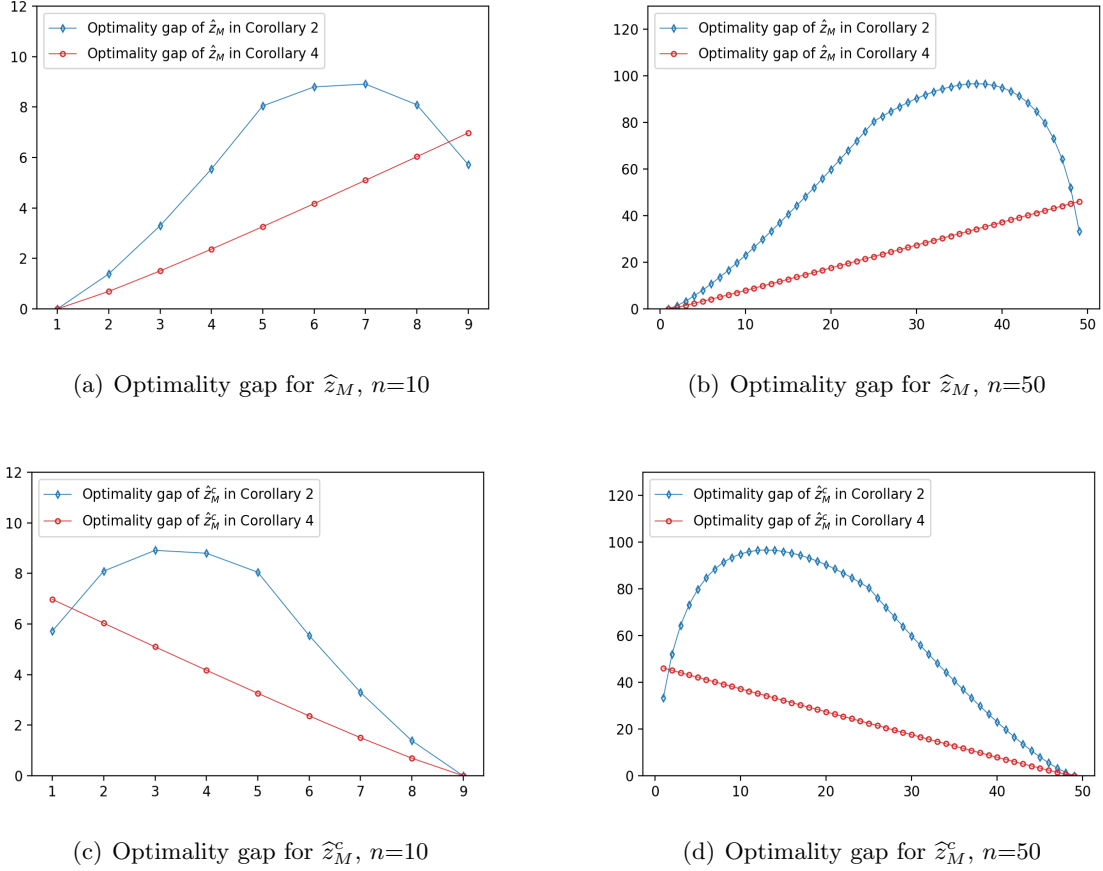 12
10
8
6
4
2
0
Optimality gap of ẑ_M in Corollary 2
Optimality gap of ẑ_M in Corollary 4
1 2 3 4 5 6 7 8 9
(a) Optimality gap for ẑ_M, n=10
120
100
80
60
40
20
0
Optimality gap of ẑ_M in Corollary 2
Optimality gap of ẑ_M in Corollary 4
0 10 20 30 40 50
(b) Optimality gap for ẑ_M, n=50
12
10
8
6
4
2
0
Optimality gap of ẑ_M^c in Corollary 2
Optimality gap of ẑ_M^c in Corollary 4
1 2 3 4 5 6 7 8 9
(c) Optimality gap for ẑ_M^c, n=10
120
100
80
60
40
20
0
Optimality gap of ẑ_M^c in Corollary 2
Optimality gap of ẑ_M^c in Corollary 4
0 10 20 30 40 50
(d) Optimality gap for ẑ_M^c, n=50